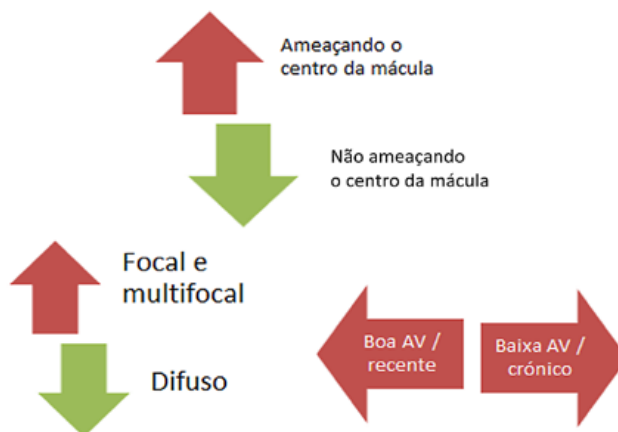 Ameaçando o
centro da mácula
Não ameaçando
o centro da mácula
Focal e
multifocal
Difuso
Boa AV /
recente
Baixa AV /
crónico